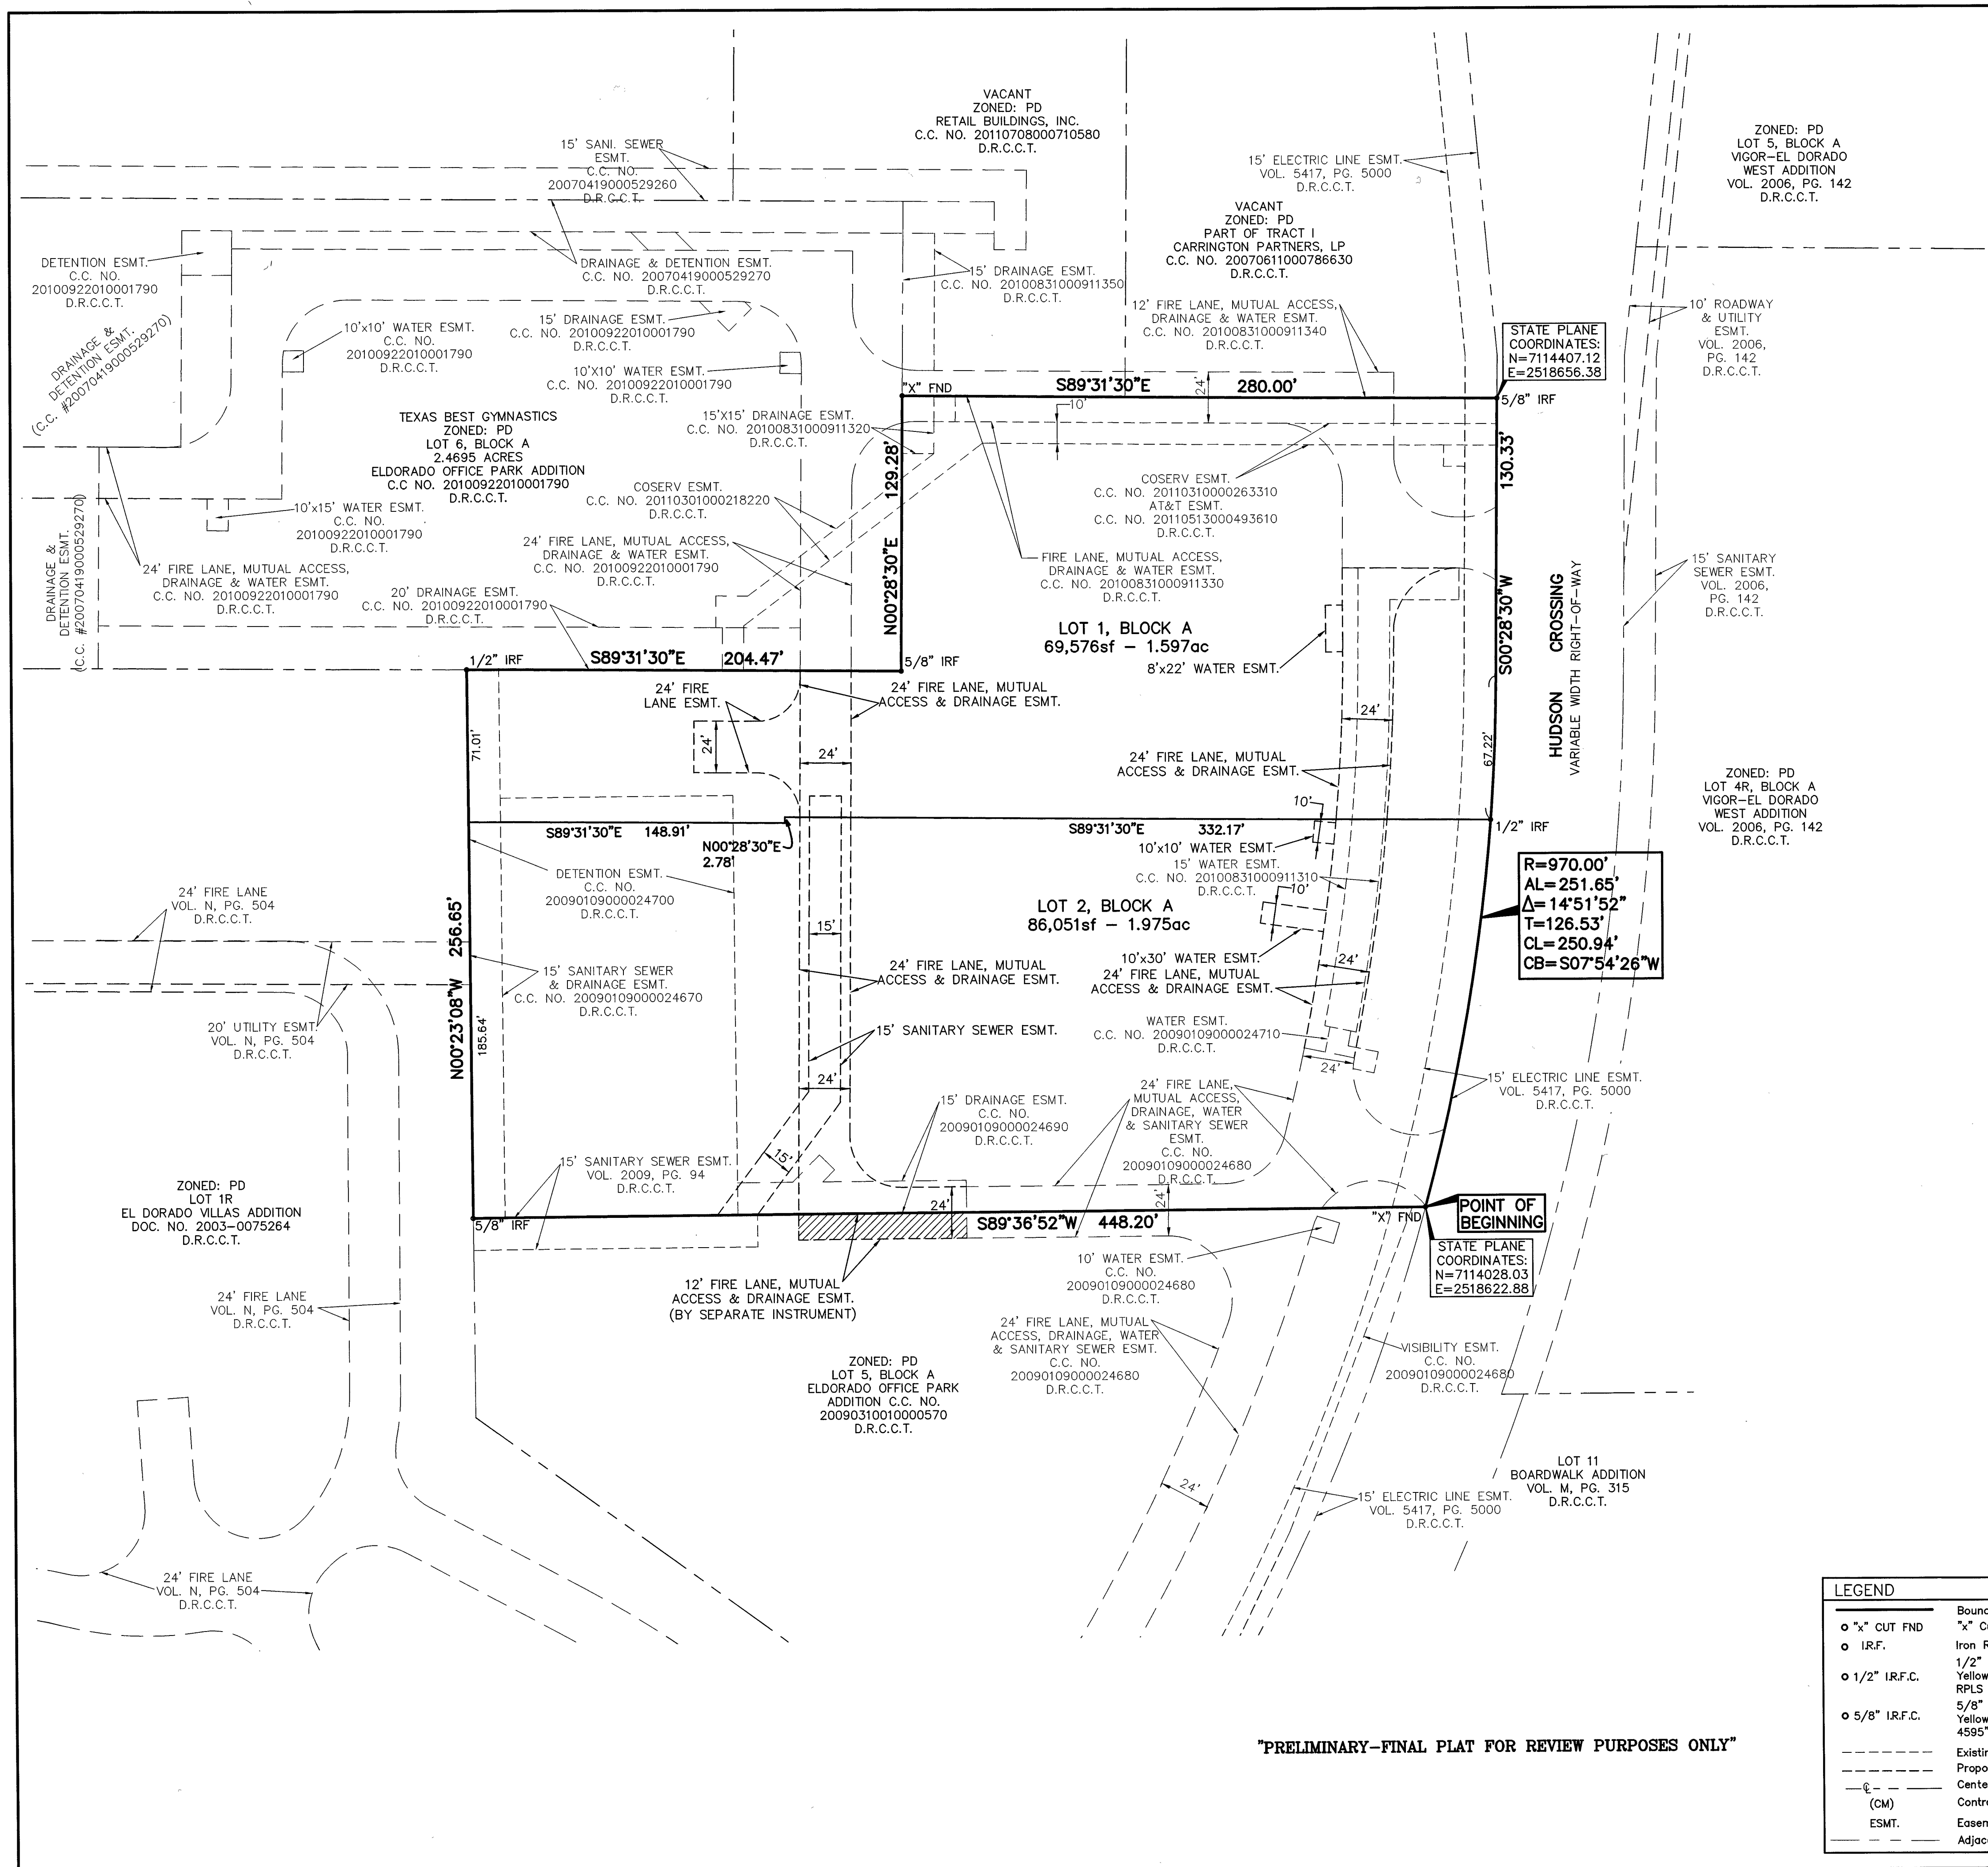 VACANT
ZONED: PD
RETAIL BUILDINGS, INC.
C.C. NO. 20110708000710580
D.R.C.C.T.
15' SANI. SEWER
ESMT.
C.C. NO.
20070419000529260
D.R.C.C.T.
15' ELECTRIC LINE ESMT.
VOL. 5417, PG. 5000
D.R.C.C.T.
ZONED: PD
LOT 5, BLOCK A
VIGOR-EL DORADO
WEST ADDITION
VOL. 2006, PG. 142
D.R.C.C.T.
VACANT
ZONED: PD
PART OF TRACT I
CARRINGTON PARTNERS, LP
C.C. NO. 20070611000786630
D.R.C.C.T.
DETENTION ESMT.
C.C. NO.
20100922010001790
D.R.C.C.T.
DRAINAGE & DETENTION ESMT.
C.C. NO. 20070419000529270
D.R.C.C.T.
15' DRAINAGE ESMT.
C.C. NO. 20100831000911350
D.R.C.C.T.
12' FIRE LANE, MUTUAL ACCESS,
DRAINAGE & WATER ESMT.
C.C. NO. 20100831000911340
D.R.C.C.T.
10' ROADWAY
& UTILITY
ESMT.
VOL. 2006,
PG. 142
D.R.C.C.T.
DRAINAGE &
DETENTION ESMT.
(C.C. #20070419000529270)
10'x10' WATER ESMT.
C.C. NO.
20100922010001790
D.R.C.C.T.
15' DRAINAGE ESMT.
C.C. NO. 20100922010001790
D.R.C.C.T.
10'X10' WATER ESMT.
C.C. NO. 20100922010001790
D.R.C.C.T.
STATE PLANE
COORDINATES:
N=7114407.12
E=2518656.38
"X" FND
S89°31'30"E 280.00'
24'
5/8" IRF
10'
TEXAS BEST GYMNASTICS
ZONED: PD
LOT 6, BLOCK A
2.4695 ACRES
ELDORADO OFFICE PARK ADDITION
C.C NO. 20100922010001790
D.R.C.C.T.
15'X15' DRAINAGE ESMT.
C.C. NO. 20100831000911320
D.R.C.C.T.
N00°28'30"E 129.28'
130.33'
COSERV ESMT.
C.C. NO. 20110301000218220
D.R.C.C.T.
COSERV ESMT.
C.C. NO. 20110310000263310
AT&T ESMT.
C.C. NO. 20110513000493610
D.R.C.C.T.
10'x15' WATER ESMT.
C.C. NO.
20100922010001790
D.R.C.C.T.
DRAINAGE &
DETENTION ESMT.
(C.C. #20070419000529270)
24' FIRE LANE, MUTUAL ACCESS,
DRAINAGE & WATER ESMT.
C.C. NO. 20100922010001790
D.R.C.C.T.
24' FIRE LANE, MUTUAL ACCESS,
DRAINAGE & WATER ESMT.
C.C. NO. 20100922010001790
D.R.C.C.T.
20' DRAINAGE ESMT.
C.C. NO. 20100922010001790
D.R.C.C.T.
FIRE LANE, MUTUAL ACCESS,
DRAINAGE & WATER ESMT.
C.C. NO. 20100831000911330
D.R.C.C.T.
15' SANITARY
SEWER ESMT.
VOL. 2006,
PG. 142
D.R.C.C.T.
S00°28'30"W
HUDSON CROSSING
VARIABLE WIDTH RIGHT-OF-WAY
LOT 1, BLOCK A
69,576sf - 1.597ac
8'x22' WATER ESMT.
1/2" IRF
S89°31'30"E 204.47'
5/8" IRF
24' FIRE
LANE ESMT.
24' FIRE LANE, MUTUAL
ACCESS & DRAINAGE ESMT.
24'
71.01'
24'
24'
67.22'
24' FIRE LANE, MUTUAL
ACCESS & DRAINAGE ESMT.
ZONED: PD
LOT 4R, BLOCK A
VIGOR-EL DORADO
WEST ADDITION
VOL. 2006, PG. 142
D.R.C.C.T.
10'
S89°31'30"E 148.91'
N00°28'30"E
2.78'
S89°31'30"E 332.17'
1/2" IRF
10'x10' WATER ESMT.
15' WATER ESMT.
C.C. NO. 20100831000911310
D.R.C.C.T.
10'
R=970.00'
AL=251.65'
Δ=14°51'52"
T=126.53'
CL=250.94'
CB=S07°54'26"W
DETENTION ESMT.
C.C. NO.
20090109000024700
D.R.C.C.T.
24' FIRE LANE
VOL. N, PG. 504
D.R.C.C.T.
LOT 2, BLOCK A
86,051sf - 1.975ac
N00°23'08"W 256.65'
15'
10'x30' WATER ESMT.
24' FIRE LANE, MUTUAL
ACCESS & DRAINAGE ESMT.
24'
24' FIRE LANE, MUTUAL
ACCESS & DRAINAGE ESMT.
15' SANITARY SEWER
& DRAINAGE ESMT.
C.C. NO. 20090109000024670
D.R.C.C.T.
20' UTILITY ESMT.
VOL. N, PG. 504
D.R.C.C.T.
185.64'
15' SANITARY SEWER ESMT.
WATER ESMT.
C.C. NO. 20090109000024710
D.R.C.C.T.
24'
24'
15' ELECTRIC LINE ESMT.
VOL. 5417, PG. 5000
D.R.C.C.T.
15' DRAINAGE ESMT.
C.C. NO.
20090109000024690
D.R.C.C.T.
24' FIRE LANE,
MUTUAL ACCESS,
DRAINAGE, WATER
& SANITARY SEWER
ESMT.
C.C. NO.
20090109000024680
D.R.C.C.T.
15'
15' SANITARY SEWER ESMT.
VOL. 2009, PG. 94
D.R.C.C.T.
ZONED: PD
LOT 1R
EL DORADO VILLAS ADDITION
DOC. NO. 2003-0075264
D.R.C.C.T.
5/8" IRF
24'
S89°36'52"W 448.20'
24'
"X" FND
POINT OF
BEGINNING
STATE PLANE
COORDINATES:
N=7114028.03
E=2518622.88
12' FIRE LANE, MUTUAL
ACCESS & DRAINAGE ESMT.
(BY SEPARATE INSTRUMENT)
10' WATER ESMT.
C.C. NO.
20090109000024680
D.R.C.C.T.
24' FIRE LANE
VOL. N, PG. 504
D.R.C.C.T.
24' FIRE LANE, MUTUAL
ACCESS, DRAINAGE, WATER
& SANITARY SEWER ESMT.
C.C. NO.
20090109000024680
D.R.C.C.T.
VISIBILITY ESMT.
C.C. NO.
20090109000024680
D.R.C.C.T.
ZONED: PD
LOT 5, BLOCK A
ELDORADO OFFICE PARK
ADDITION C.C. NO.
20090310010000570
D.R.C.C.T.
LOT 11
BOARDWALK ADDITION
VOL. M, PG. 315
D.R.C.C.T.
24'
15' ELECTRIC LINE ESMT.
VOL. 5417, PG. 5000
D.R.C.C.T.
24' FIRE LANE
VOL. N, PG. 504
D.R.C.C.T.
"PRELIMINARY-FINAL PLAT FOR REVIEW PURPOSES ONLY"
LEGEND
"x" CUT FND
I.R.F.
Iron
1/2" I.R.F.C.
1/2"
RPLS
5/8" I.R.F.C.
5/8"
4595"
℄
(CM)
ESMT.